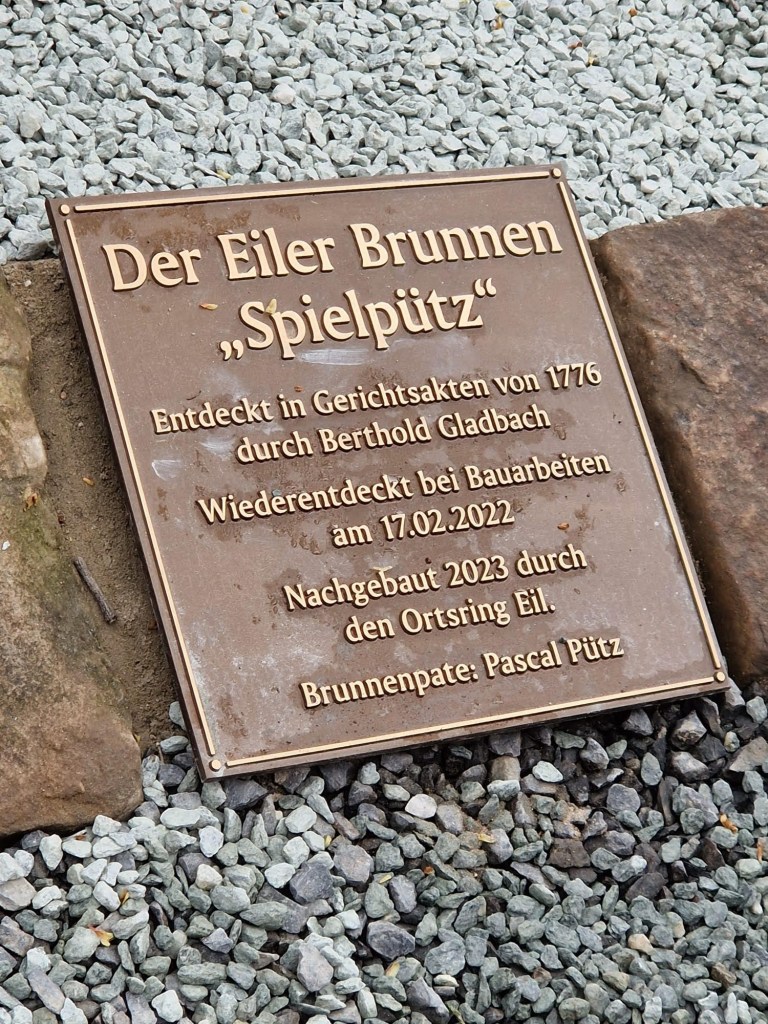 Der Eiler Brunnen
„Spielpütz“
Entdeckt in Gerichtsakten von 1776
durch Berthold Gladbach
Wiederentdeckt bei Bauarbeiten
am 17.02.2022
Nachgebaut 2023 durch
den Ortsring Eil.
Brunnenpate: Pascal Pütz